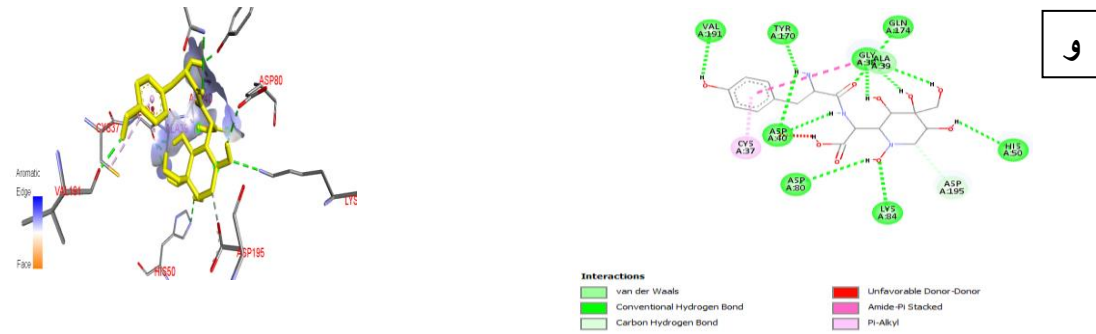 ASP80
CYS37
VAL191
LYS
HIS50
ASP195
Aromatic
Edge
Face
VAL
A:191
TYR
A:170
GLN
A:174
GLY
A:38
ALA
A:39
CYS
A:37
ASP
A:40
HIS
A:50
ASP
A:80
ASP
A:195
LYS
A:84
و
Interactions
van der Waals
Conventional Hydrogen Bond
Carbon Hydrogen Bond
Unfavorable Donor-Donor
Amide-Pi Stacked
Pi-Alkyl